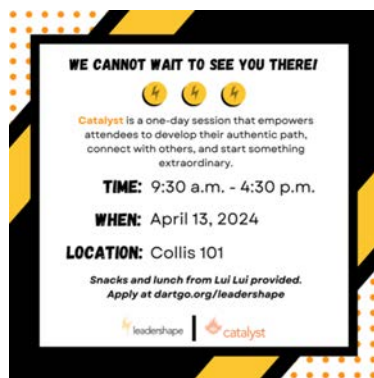 WE CANNOT WAIT TO SEE YOU THERE!
Catalyst is a one-day session that empowers
attendees to develop their authentic path,
connect with others, and start something
extraordinary.
TIME: 9:30 a.m. - 4:30 p.m.
WHEN: April 13, 2024
LOCATION: Collis 101
Snacks and lunch from Lui Lui provided.
Apply at dartgo.org/leadershape
leadershape | catalyst